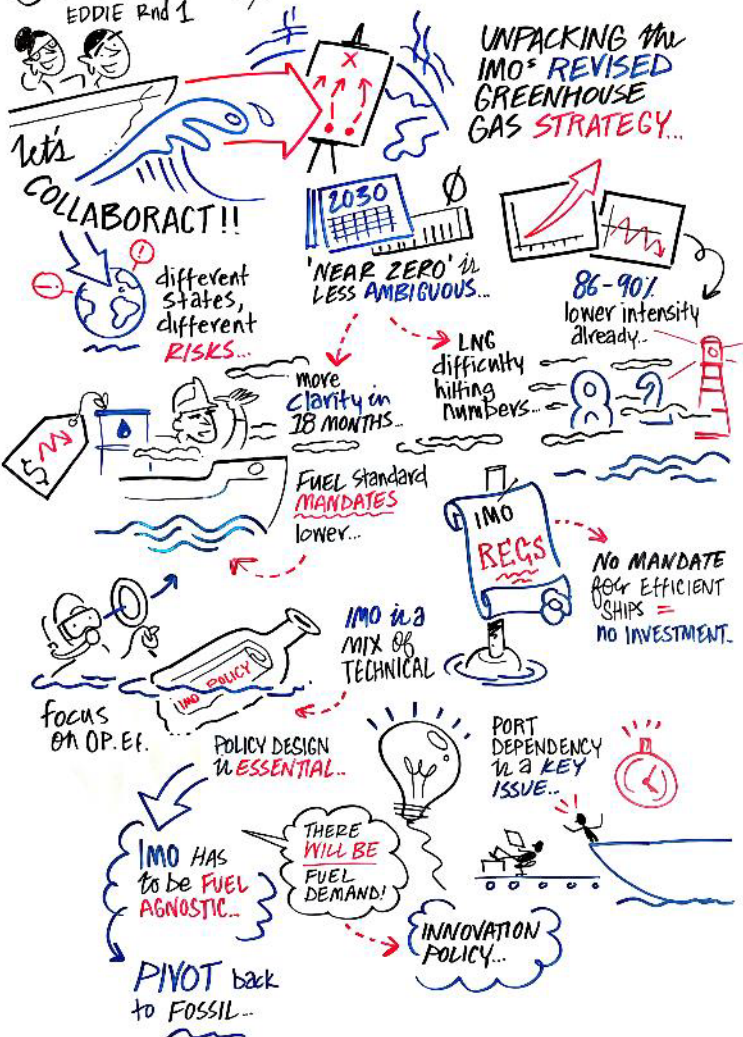 EDDIE Rnd 1
UNPACKING the
IMOs REVISED
GREENHOUSE
GAS STRATEGY...
let's
COLLABORACT!!
X
2030
Ø
'NEAR ZERO' is
LESS AMBIGUOUS...
86-90%
lower intensity
already..
!
different
states,
different
RISKS...
LNG
difficulty
hitting
numbers...
89
more
Clarity in
18 MONTHS...
$
FUEL Standard
MANDATES
lower...
IMO
REGS
NO MANDATE
for EFFICIENT
SHIPS =
NO INVESTMENT..
IMO is a
MIX OF
TECHNICAL
IMO POLICY
focus
on OP. Ef.
POLICY DESIGN
is ESSENTIAL...
PORT
DEPENDENCY
is a KEY
ISSUE...
IMO HAS
to be FUEL
AGNOSTIC...
THERE
WILL BE
FUEL
DEMAND!
INNOVATION
POLICY...
PIVOT back
to FOSSIL...